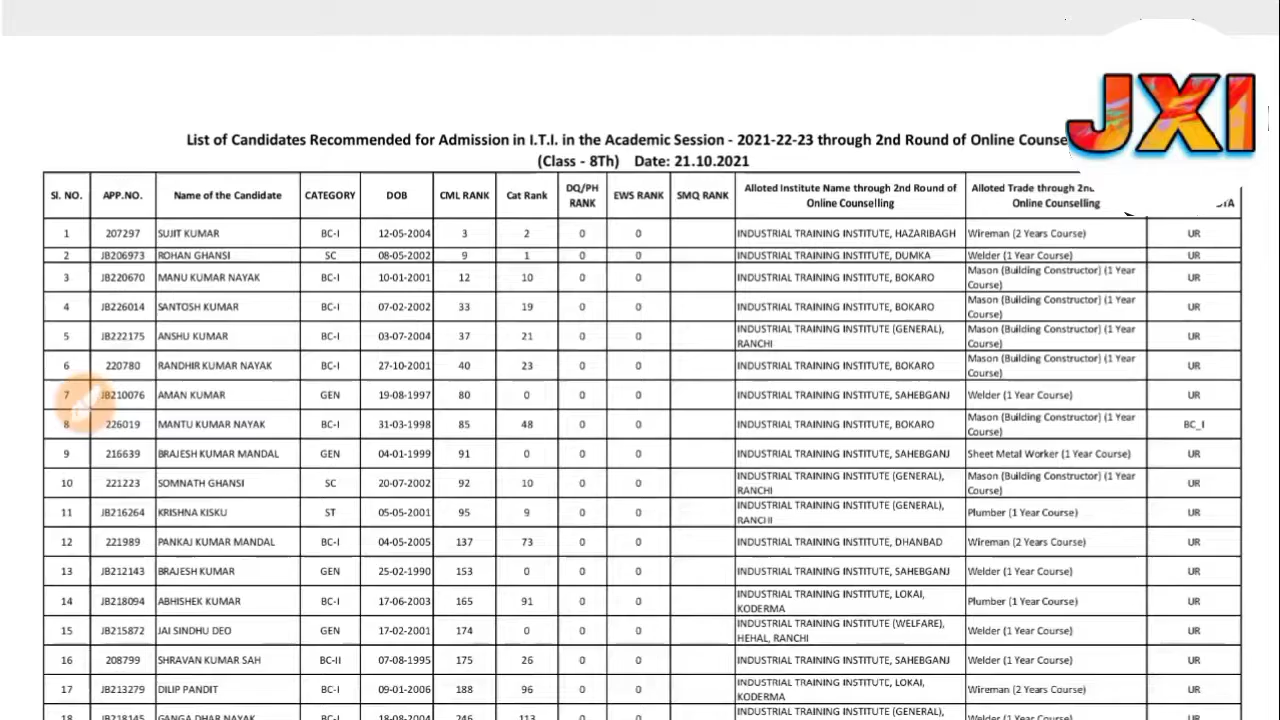 JXI
List of Candidates Recommended for Admission in I.T.I. in the Academic Session - 2021-22-23 through 2nd Round of Online
(Class - 8Th) Date: 21.10.2021
Sl. NO. APP.NO. Name of the Candidate CATEGORY DOB CML RANK Cat Rank DQ/PH RANK EWS RANK SMQ RANK Alloted Institute Name through 2nd Round of Online Counselling Alloted Trade through Online Counselling
1 207297 SUJIT KUMAR BC-I 12-05-2004 3 2 0 0 INDUSTRIAL TRAINING INSTITUTE, HAZARIBAGH Wireman (2 Years Course) UR
2 JB206973 ROHAN GHANSI SC 08-05-2002 9 1 0 0 INDUSTRIAL TRAINING INSTITUTE, DUMKA Welder (1 Year Course) UR
3 JB220670 MANU KUMAR NAYAK BC-I 10-01-2001 12 10 0 0 INDUSTRIAL TRAINING INSTITUTE, BOKARO Mason (Building Constructor) (1 Year Course) UR
4 JB226014 SANTOSH KUMAR BC-I 07-02-2002 33 19 0 0 INDUSTRIAL TRAINING INSTITUTE, BOKARO Mason (Building Constructor) (1 Year Course) UR
5 JB222175 ANSHU KUMAR BC-I 03-07-2004 37 21 0 0 INDUSTRIAL TRAINING INSTITUTE (GENERAL), RANCHI Mason (Building Constructor) (1 Year Course) UR
6 220780 RANDHIR KUMAR NAYAK BC-I 27-10-2001 40 23 0 0 INDUSTRIAL TRAINING INSTITUTE, BOKARO Mason (Building Constructor) (1 Year Course) UR
7 JB210076 AMAN KUMAR GEN 19-08-1997 80 0 0 0 INDUSTRIAL TRAINING INSTITUTE, SAHEBGANJ Welder (1 Year Course) UR
8 226019 MANTU KUMAR NAYAK BC-I 31-03-1998 85 48 0 0 INDUSTRIAL TRAINING INSTITUTE, BOKARO Mason (Building Constructor) (1 Year Course) BC_I
9 216639 BRAJESH KUMAR MANDAL GEN 04-01-1999 91 0 0 0 INDUSTRIAL TRAINING INSTITUTE, SAHEBGANJ Sheet Metal Worker (1 Year Course) UR
10 221223 SOMNATH GHANSI SC 20-07-2002 92 10 0 0 INDUSTRIAL TRAINING INSTITUTE (GENERAL), RANCHI Mason (Building Constructor) (1 Year Course) UR
11 JB216264 KRISHNA KISKU ST 05-05-2001 95 9 0 0 INDUSTRIAL TRAINING INSTITUTE (GENERAL), RANCHI Plumber (1 Year Course) UR
12 221989 PANKAJ KUMAR MANDAL BC-I 04-05-2005 137 73 0 0 INDUSTRIAL TRAINING INSTITUTE, DHANBAD Wireman (2 Years Course) UR
13 JB212143 BRAJESH KUMAR GEN 25-02-1990 153 0 0 0 INDUSTRIAL TRAINING INSTITUTE, SAHEBGANJ Welder (1 Year Course) UR
14 JB218094 ABHISHEK KUMAR BC-I 17-06-2003 165 91 0 0 INDUSTRIAL TRAINING INSTITUTE, LOKAI, KODERMA Plumber (1 Year Course) UR
15 JB215872 JAI SINDHU DEO GEN 17-02-2001 174 0 0 0 INDUSTRIAL TRAINING INSTITUTE (WELFARE), HEHAL, RANCHI Welder (1 Year Course) UR
16 208799 SHRAVAN KUMAR SAH BC-II 07-08-1995 175 26 0 0 INDUSTRIAL TRAINING INSTITUTE, SAHEBGANJ Welder (1 Year Course) UR
17 JB213279 DILIP PANDIT BC-I 09-01-2006 188 96 0 0 INDUSTRIAL TRAINING INSTITUTE, LOKAI, KODERMA Wireman (2 Years Course) UR
18 JB218145 GANGA DHAR NAYAK BC-I 18-08-2004 246 113 0 0 INDUSTRIAL TRAINING INSTITUTE (GENERAL), Welder (1 Year Course) UR